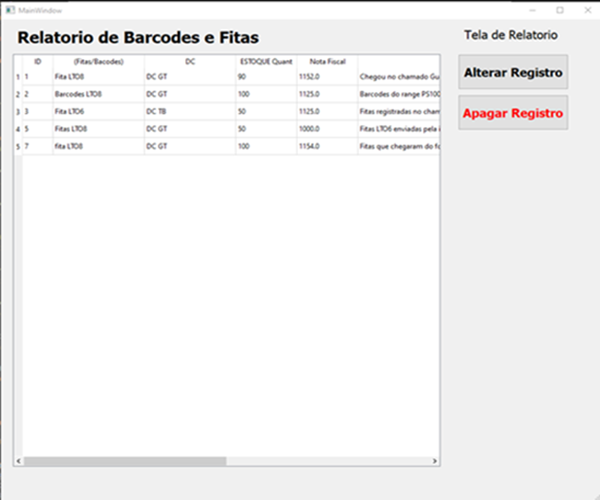 MainWindow
Relatorio de Barcodes e Fitas
Tela de Relatorio
Alterar Registro
Apagar Registro
ID (Fitas/Bacodes) DC ESTOQUE Quant Nota Fiscal
1 1 Fita LTO8 DC GT 90 1152.0 Chegou no chamado Gu
2 2 Barcodes LTO8 DC GT 100 1125.0 Barcodes do range PS100
3 3 Fita LTO6 DC TB 50 1125.0 Fitas registradas no cham
4 5 Fitas LTO8 DC GT 50 1000.0 Fitas LTO6 enviadas pela
5 7 fita LTO8 DC GT 100 1154.0 Fitas que chegaram do fo